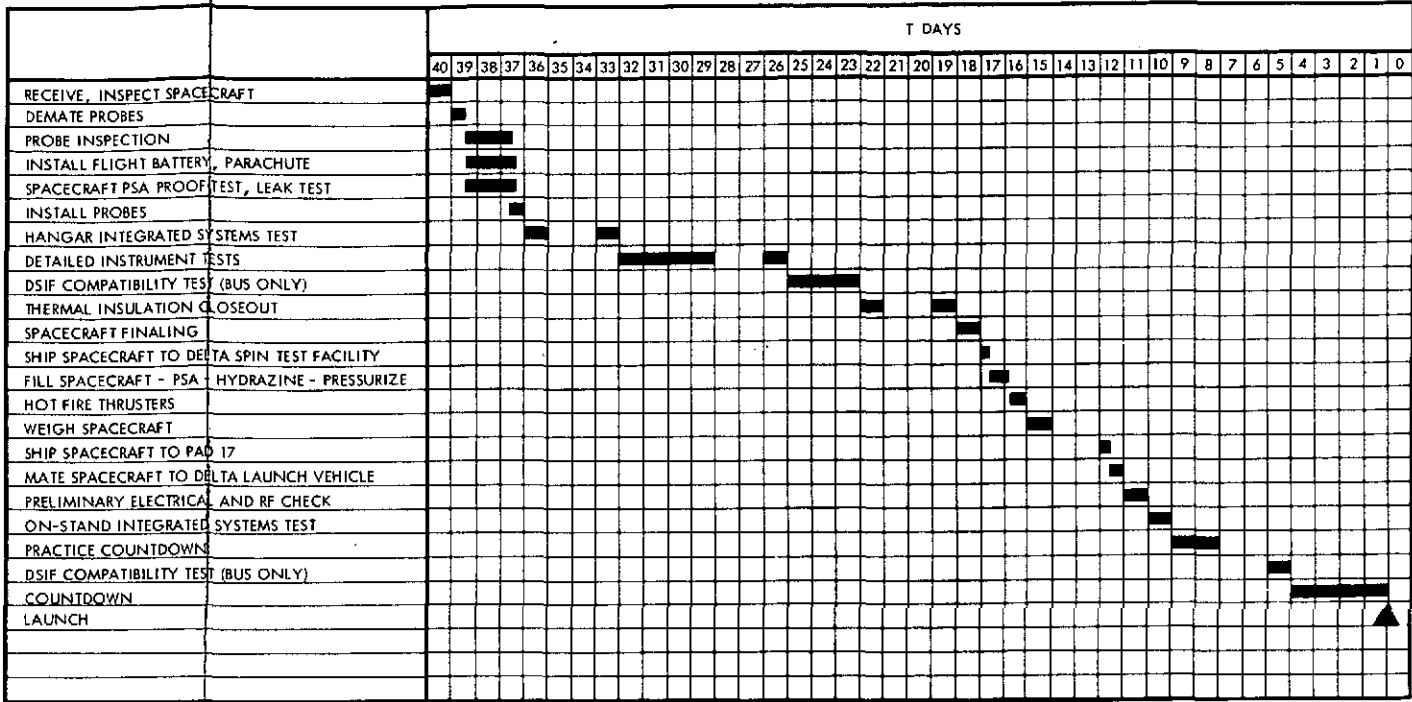 T DAYS
40 39 38 37 36 35 34 33 32 31 30 29 28 27 26 25 24 23 22 21 20 19 18 17 16 15 14 13 12 11 10 9 8 7 6 5 4 3 2 1 0
RECEIVE, INSPECT SPACECRAFT
DEMATE PROBES
PROBE INSPECTION
INSTALL FLIGHT BATTERY, PARACHUTE
SPACECRAFT PSA PROOF TEST, LEAK TEST
INSTALL PROBES
HANGAR INTEGRATED SYSTEMS TEST
DETAILED INSTRUMENT TESTS
DSIF COMPATIBILITY TEST (BUS ONLY)
THERMAL INSULATION CLOSEOUT
SPACECRAFT FINALING
SHIP SPACECRAFT TO DELTA SPIN TEST FACILITY
FILL SPACECRAFT - PSA - HYDRAZINE - PRESSURIZE
HOT FIRE THRUSTERS
WEIGH SPACECRAFT
SHIP SPACECRAFT TO PAD 17
MATE SPACECRAFT TO DELTA LAUNCH VEHICLE
PRELIMINARY ELECTRICAL AND RF CHECK
ON-STAND INTEGRATED SYSTEMS TEST
PRACTICE COUNTDOWN
DSIF COMPATIBILITY TEST (BUS ONLY)
COUNTDOWN
LAUNCH